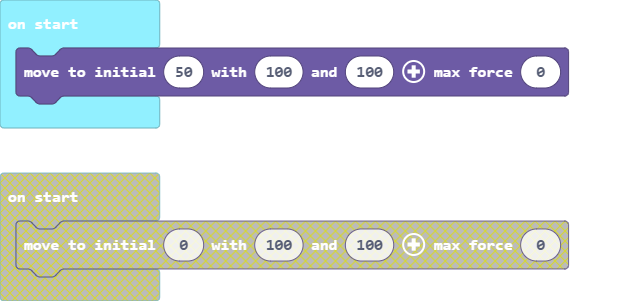 on start
move to initial 50 with 100 and 100 max force 0
on start
move to initial 0 with 100 and 100 max force 0